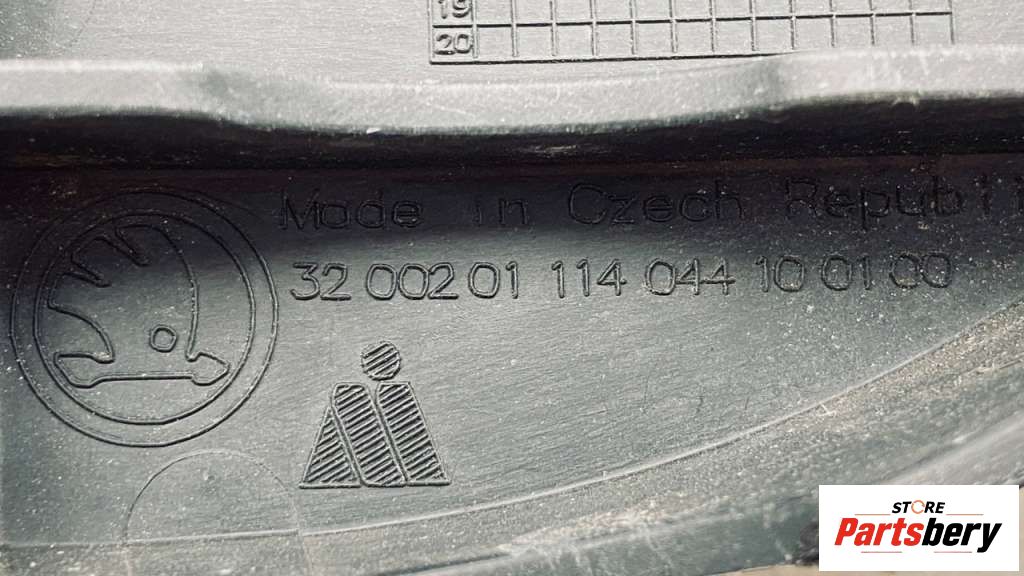 19
20
Made in Czech Republi
32 002 01 114 044 10 01 00
STORE
Partsbery